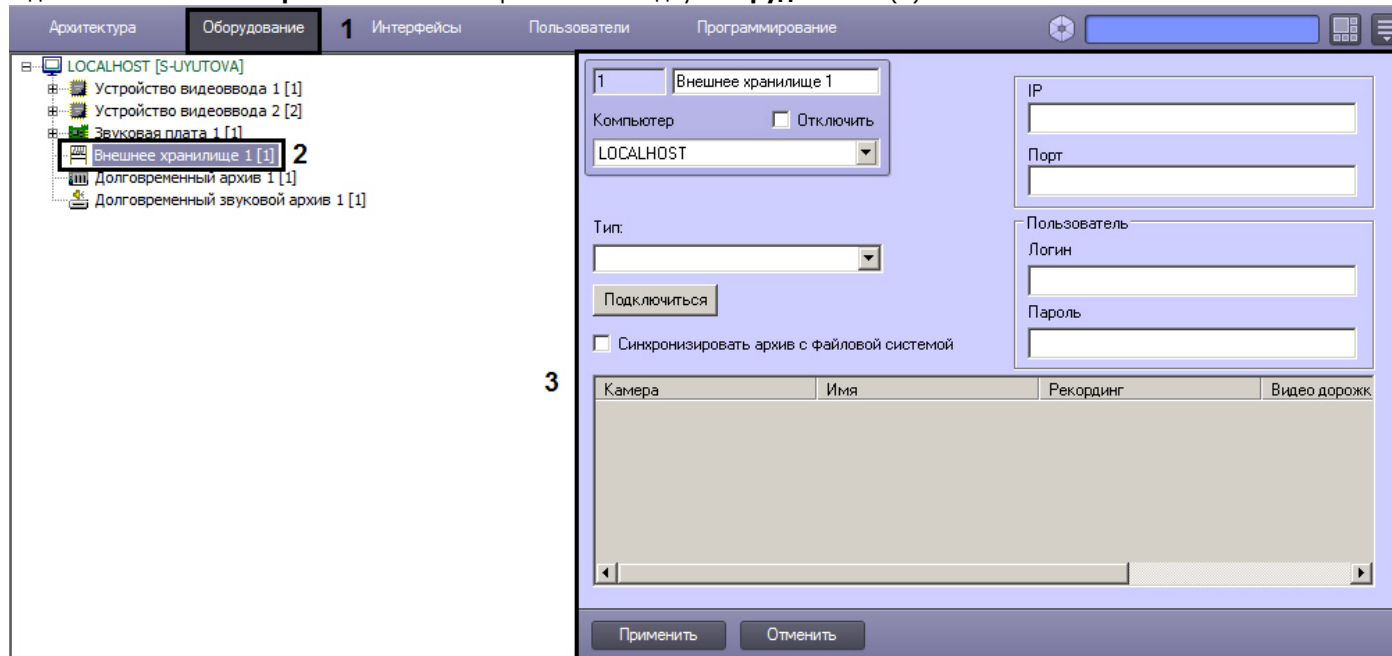 Архитектура Оборудование 1 Интерфейсы Пользователи Программирование
LOCALHOST [S-UYUTOVA]
Устройство видеоввода 1 [1]
Устройство видеоввода 2 [2]
Звуковая плата 1 [1]
Внешнее хранилище 1 [1] 2
Долговременный архив 1 [1]
Долговременный звуковой архив 1 [1]
3
1 Внешнее хранилище 1
Компьютер Отключить
LOCALHOST
IP
Порт
Тип:
Подключиться
Синхронизировать архив с файловой системой
Пользователь
Логин
Пароль
Камера Имя Рекординг Видео дорожк
Применить Отменить